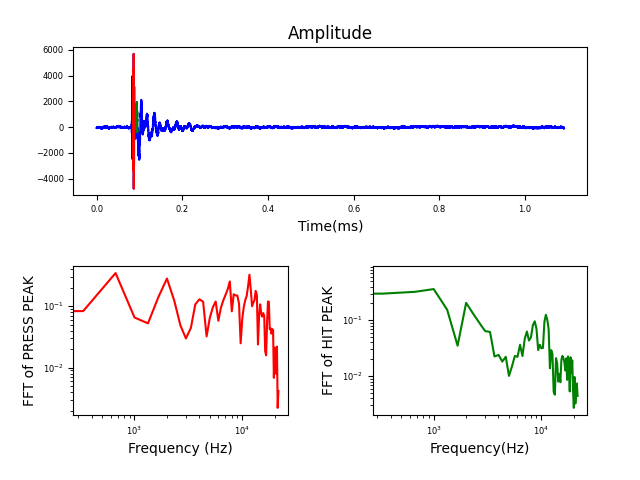 Amplitude
6000
4000
2000
0
−2000
−4000
0.0 0.2 0.4 0.6 0.8 1.0
Time(ms)
FFT of PRESS PEAK
10⁻¹
10⁻²
10³ 10⁴
Frequency (Hz)
FFT of HIT PEAK
10⁻¹
10⁻²
10³ 10⁴
Frequency(Hz)